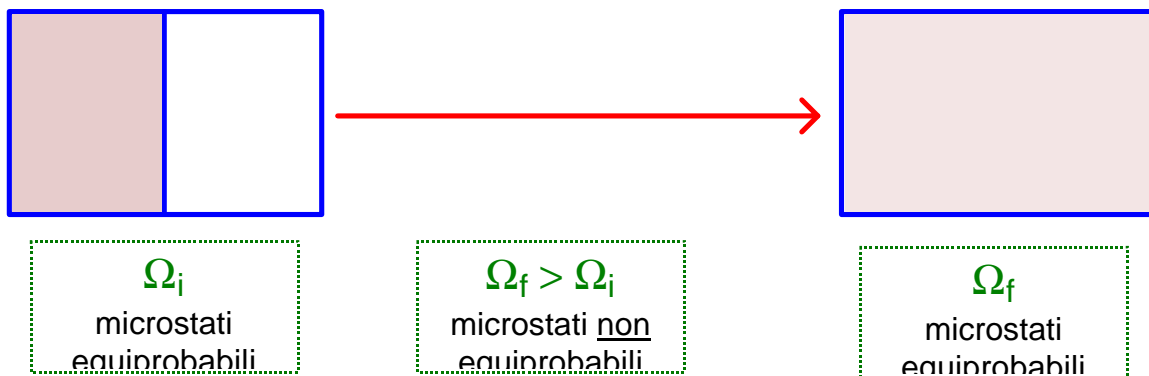 Ωi
microstati
equiprobabili
Ωf > Ωi
microstati non
equiprobabili
Ωf
microstati
equiprobabili